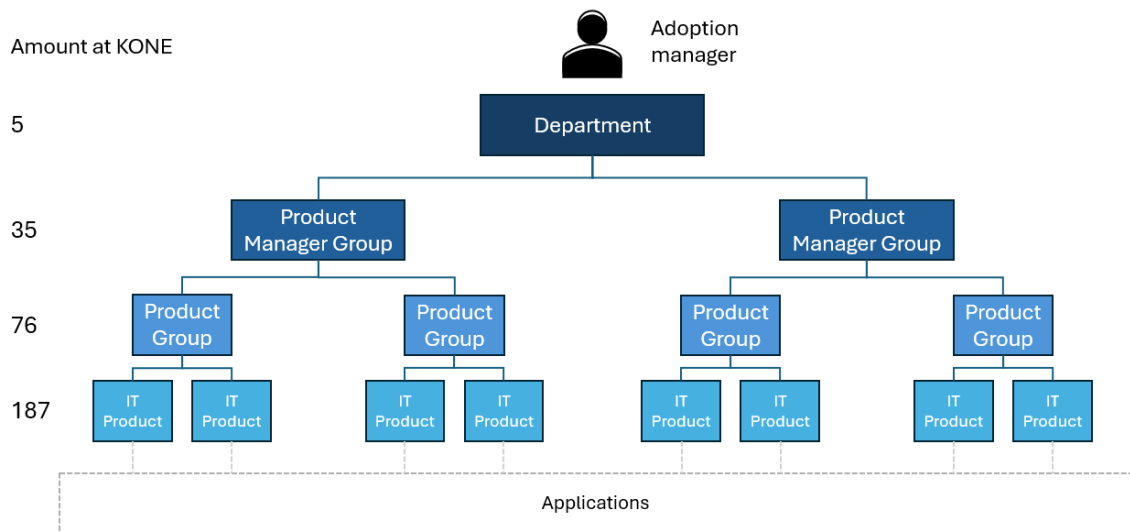 Amount at KONE
Adoption
manager
5
Department
35
Product
Manager Group
Product
Manager Group
76
Product
Group
Product
Group
Product
Group
Product
Group
187
IT
Product
IT
Product
IT
Product
IT
Product
IT
Product
IT
Product
IT
Product
IT
Product
Applications